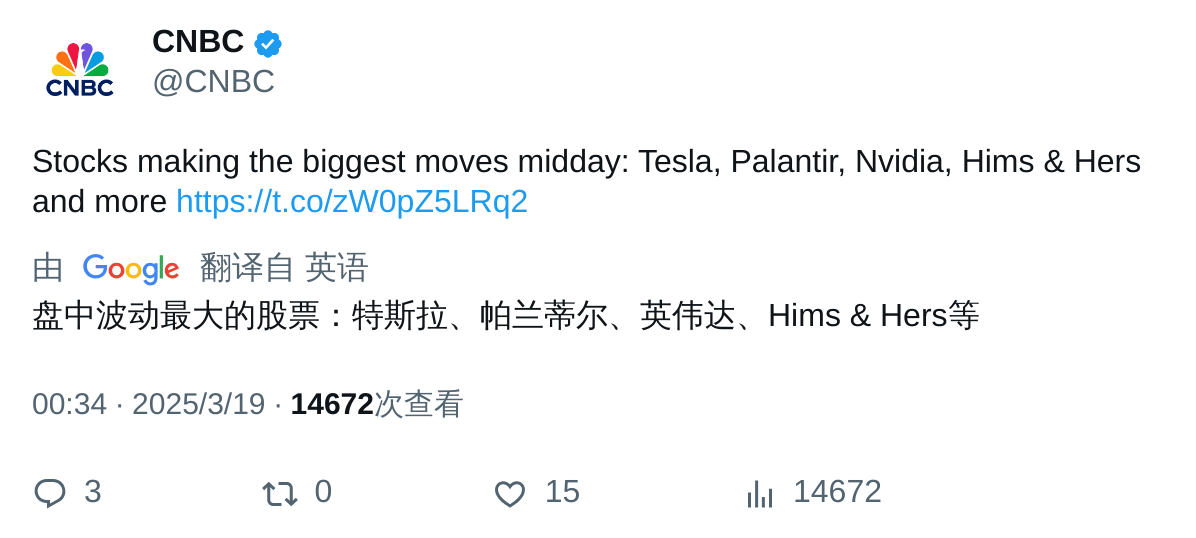 CNBC
CNBC
@CNBC
Stocks making the biggest moves midday: Tesla, Palantir, Nvidia, Hims & Hers
and more https://t.co/zW0pZ5LRq2
由 Google 翻译自 英语
盘中波动最大的股票：特斯拉、帕兰蒂尔、英伟达、Hims & Hers等
00:34 · 2025/3/19 · 14672次查看
3 0 15 14672